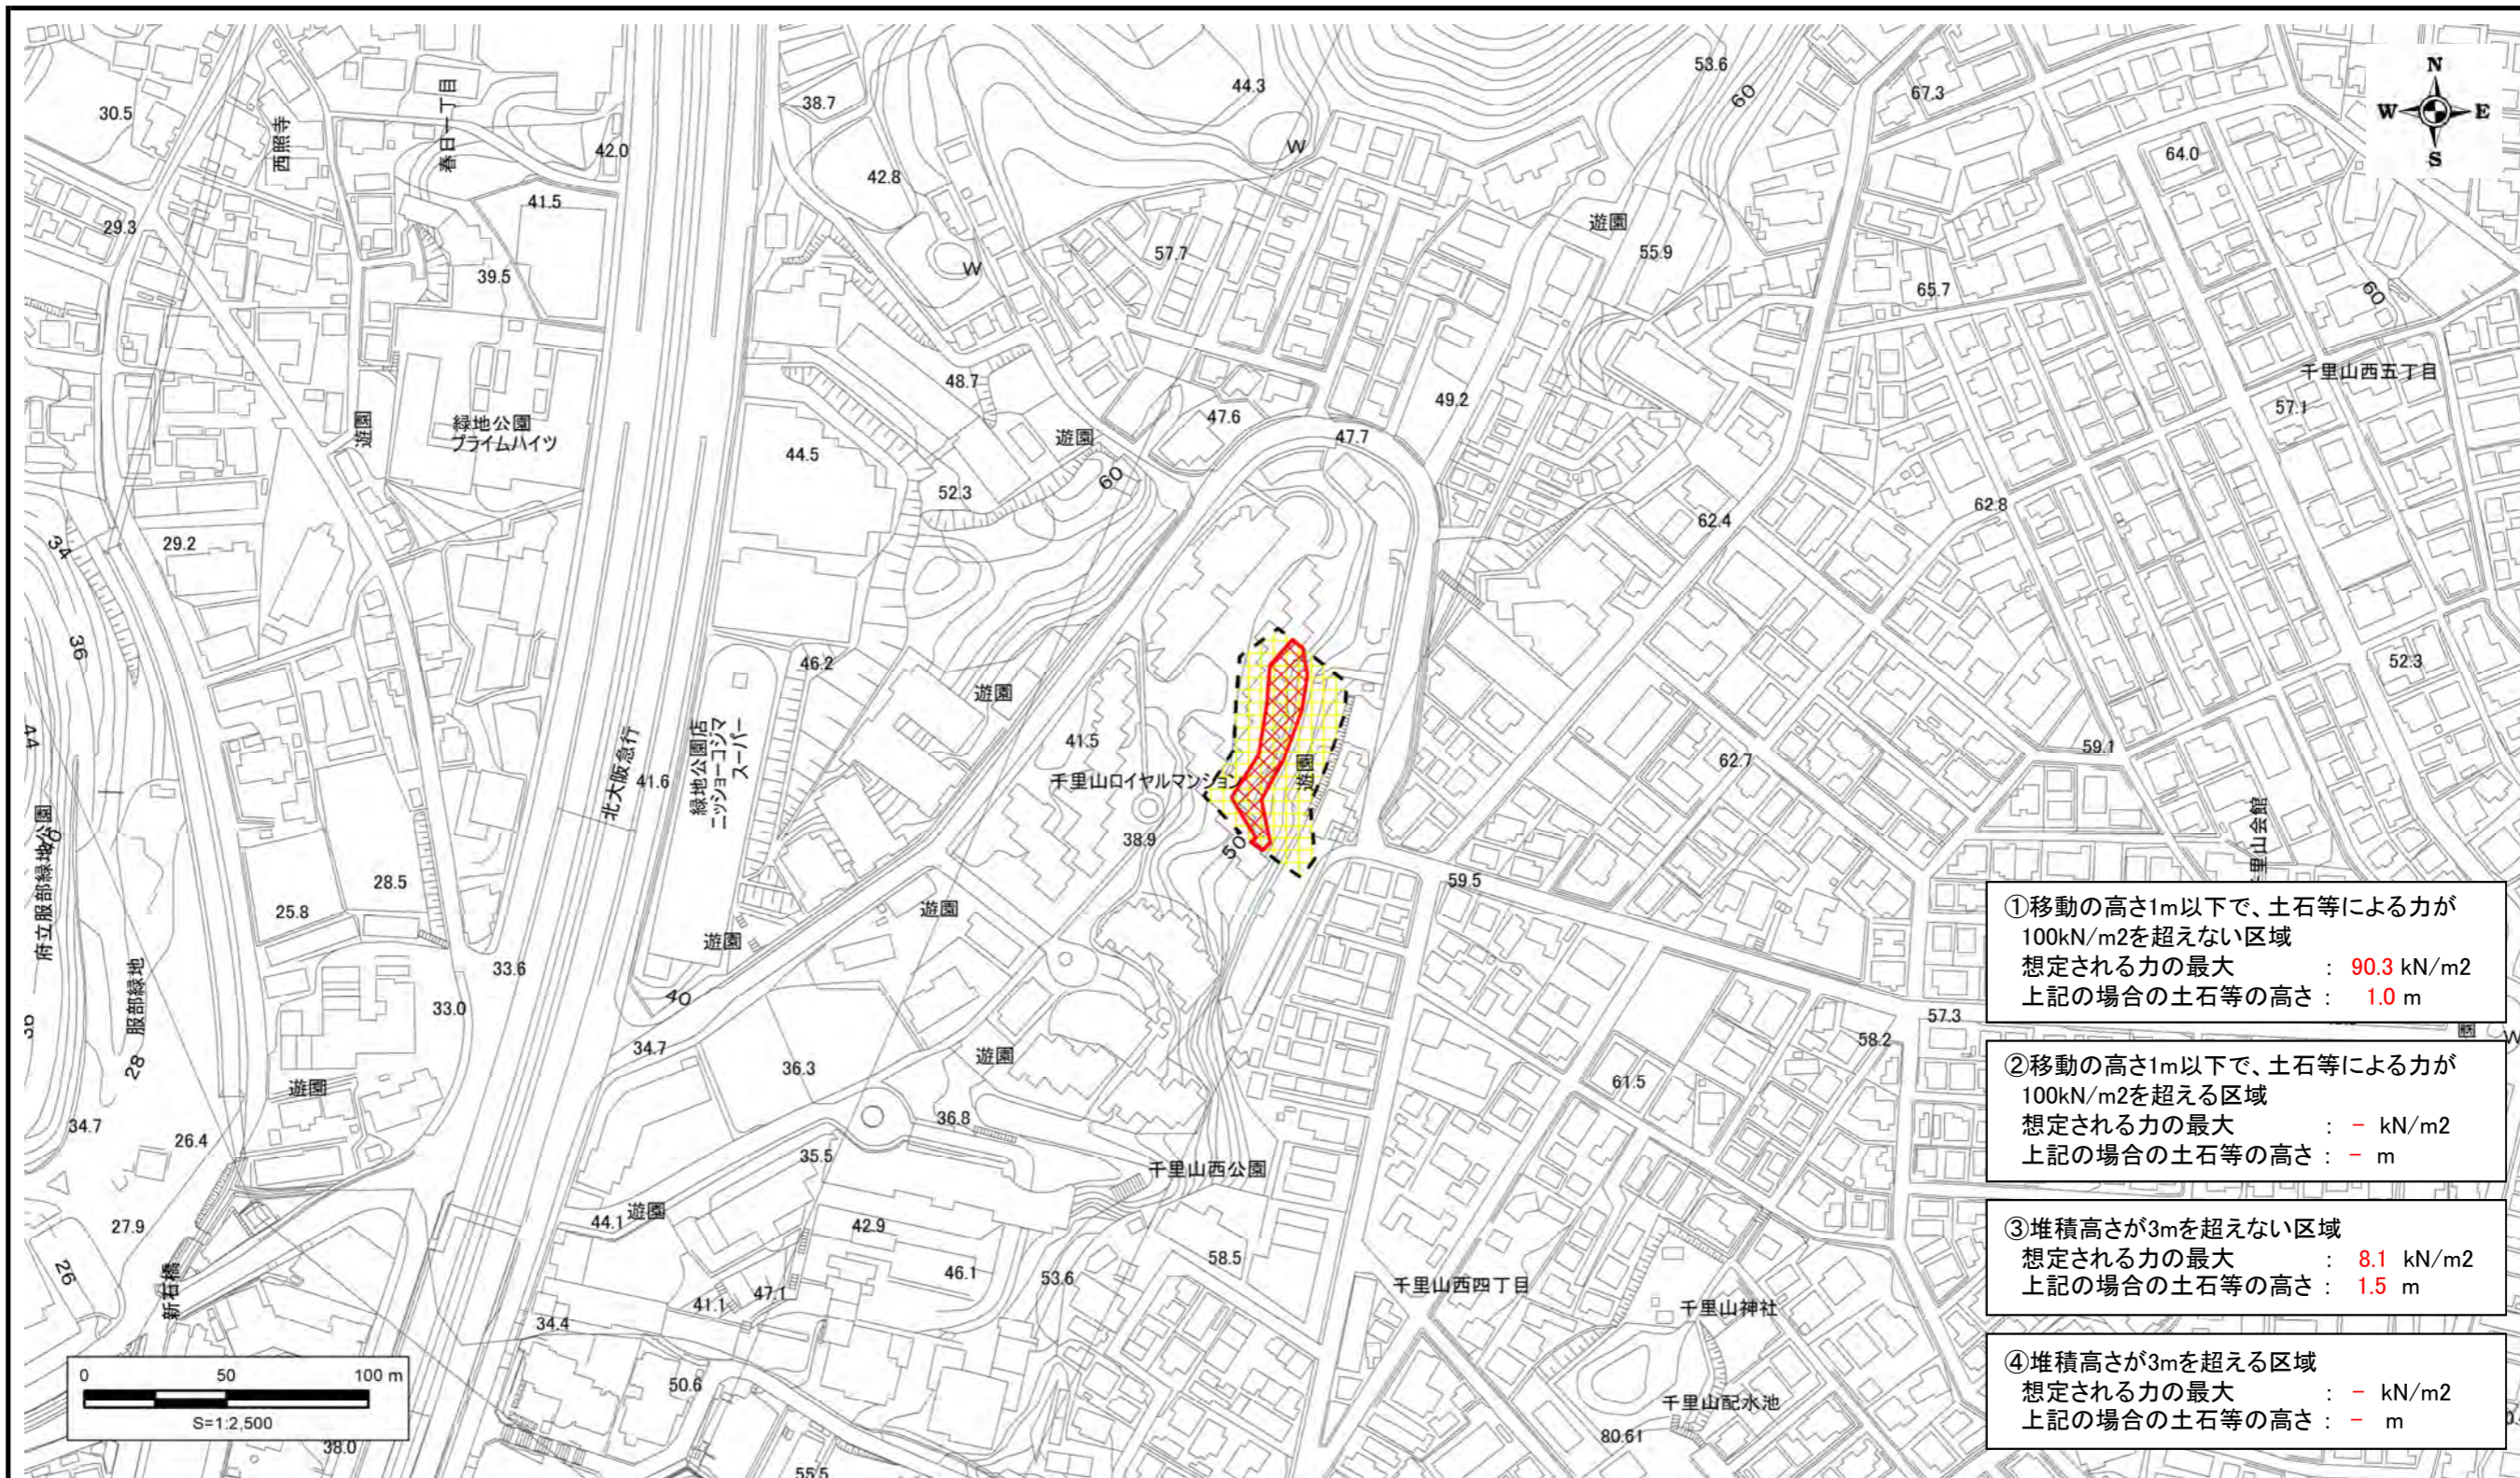 N
W
E
S
30.5
西照寺
春日一丁目
42.0
38.7
44.3
53.6
60
67.3
64.0
W
42.8
29.3
41.5
39.5
W
57.7
遊園
55.9
65.7
60
千里山西五丁目
57.1
48.7
47.6
49.2
47.7
遊園
緑地公園
プライムハイツ
遊園
44.5
60
52.3
62.8
62.4
34
29.2
36
46.2
遊園
52.3
44
41.5
北大阪急行
41.6
緑地公園店
ニッショーコジマ
スーパー
千里山ロイヤルマンション
遊園
62.7
59.1
府立服部緑地公園
40
38.9
50
千里山会館
28.5
59.5
25.8
遊園
遊園
33.6
服部緑地
40
33.0
57.3
58.2
34.7
36.3
遊園
61.5
28
遊園
34.7
26.4
36.8
35.5
千里山西公園
遊園
44.1
42.9
27.9
58.5
46.1
53.6
26
新石橋
41.1
47.1
千里山西四丁目
千里山神社
34.4
50.6
千里山配水池
80.61
38.0
55.5
0 50 100 m
S=1:2,500
①移動の高さ1m以下で、土石等による力が
100kN/m2を超えない区域
想定される力の最大 : 90.3 kN/m2
上記の場合の土石等の高さ : 1.0 m
②移動の高さ1m以下で、土石等による力が
100kN/m2を超える区域
想定される力の最大 : − kN/m2
上記の場合の土石等の高さ : − m
③堆積高さが3mを超えない区域
想定される力の最大 : 8.1 kN/m2
上記の場合の土石等の高さ : 1.5 m
④堆積高さが3mを超える区域
想定される力の最大 : − kN/m2
上記の場合の土石等の高さ : − m